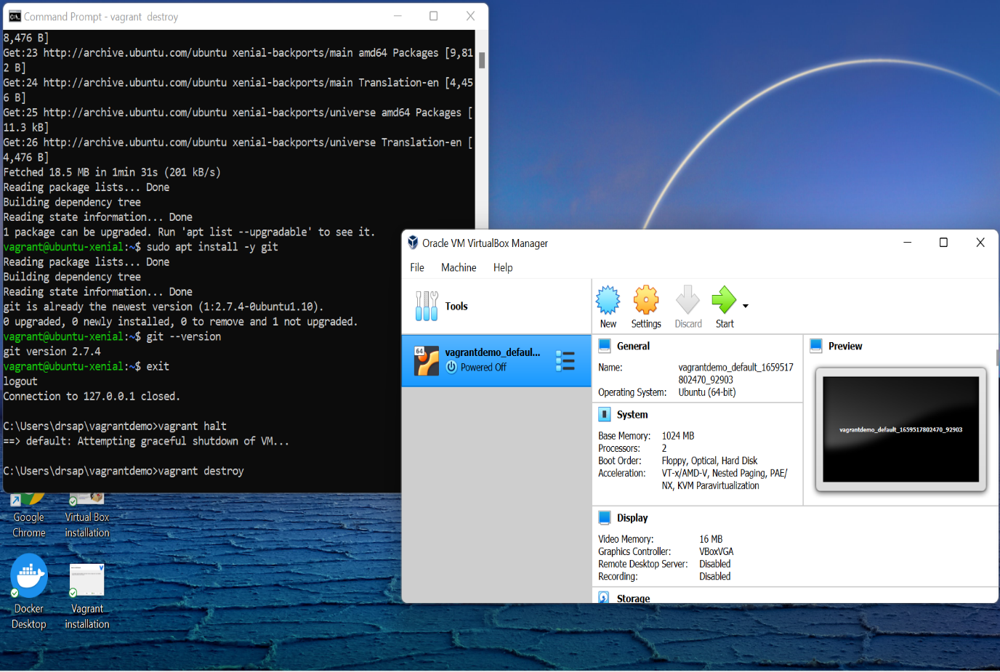 Command Prompt - vagrant  destroy
8,476 B]
Get:23 http://archive.ubuntu.com/ubuntu xenial-backports/main amd64 Packages [9,81
2 B]
Get:24 http://archive.ubuntu.com/ubuntu xenial-backports/main Translation-en [4,45
6 B]
Get:25 http://archive.ubuntu.com/ubuntu xenial-backports/universe amd64 Packages [
11.3 kB]
Get:26 http://archive.ubuntu.com/ubuntu xenial-backports/universe Translation-en [
4,476 B]
Fetched 18.5 MB in 1min 31s (201 kB/s)
Reading package lists... Done
Building dependency tree
Reading state information... Done
1 package can be upgraded. Run 'apt list --upgradable' to see it.
vagrant@ubuntu-xenial:~$ sudo apt install -y git
Reading package lists... Done
Building dependency tree
Reading state information... Done
git is already the newest version (1:2.7.4-0ubuntu1.10).
0 upgraded, 0 newly installed, 0 to remove and 1 not upgraded.
vagrant@ubuntu-xenial:~$ git --version
git version 2.7.4
vagrant@ubuntu-xenial:~$ exit
logout
Connection to 127.0.0.1 closed.
C:\Users\drsap\vagrantdemo>vagrant halt
==> default: Attempting graceful shutdown of VM...
C:\Users\drsap\vagrantdemo>vagrant destroy
Oracle VM VirtualBox Manager
File Machine Help
Tools
New Settings Discard Start
64
vagrantdemo_defaul...
Powered Off
General
Name: vagrantdemo_default_1659517
802470_92903
Operating System: Ubuntu (64-bit)
System
Base Memory: 1024 MB
Processors: 2
Boot Order: Floppy, Optical, Hard Disk
Acceleration: VT-x/AMD-V, Nested Paging, PAE/
NX, KVM Paravirtualization
Preview
vagrantdemo_default_1659517802470_92903
Display
Video Memory: 16 MB
Graphics Controller: VBoxVGA
Remote Desktop Server: Disabled
Recording: Disabled
Storage
Google
Chrome
Virtual Box
installation
Docker
Desktop
Vagrant
installation